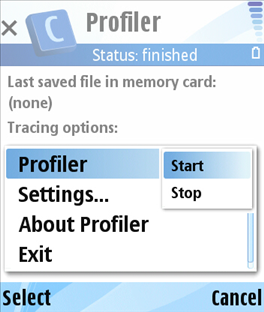 Profiler
Status: finished
Last saved file in memory card:
(none)
Tracing options:
Profiler
Start
Settings...
Stop
About Profiler
Exit
Select
Cancel